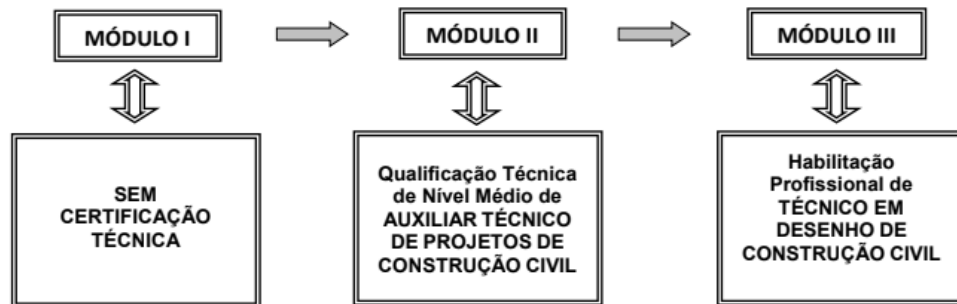 MÓDULO I
MÓDULO II
MÓDULO III
SEM
CERTIFICAÇÃO
TÉCNICA
Qualificação Técnica
de Nível Médio de
AUXILIAR TÉCNICO
DE PROJETOS DE
CONSTRUÇÃO CIVIL
Habilitação
Profissional de
TÉCNICO EM
DESENHO DE
CONSTRUÇÃO CIVIL